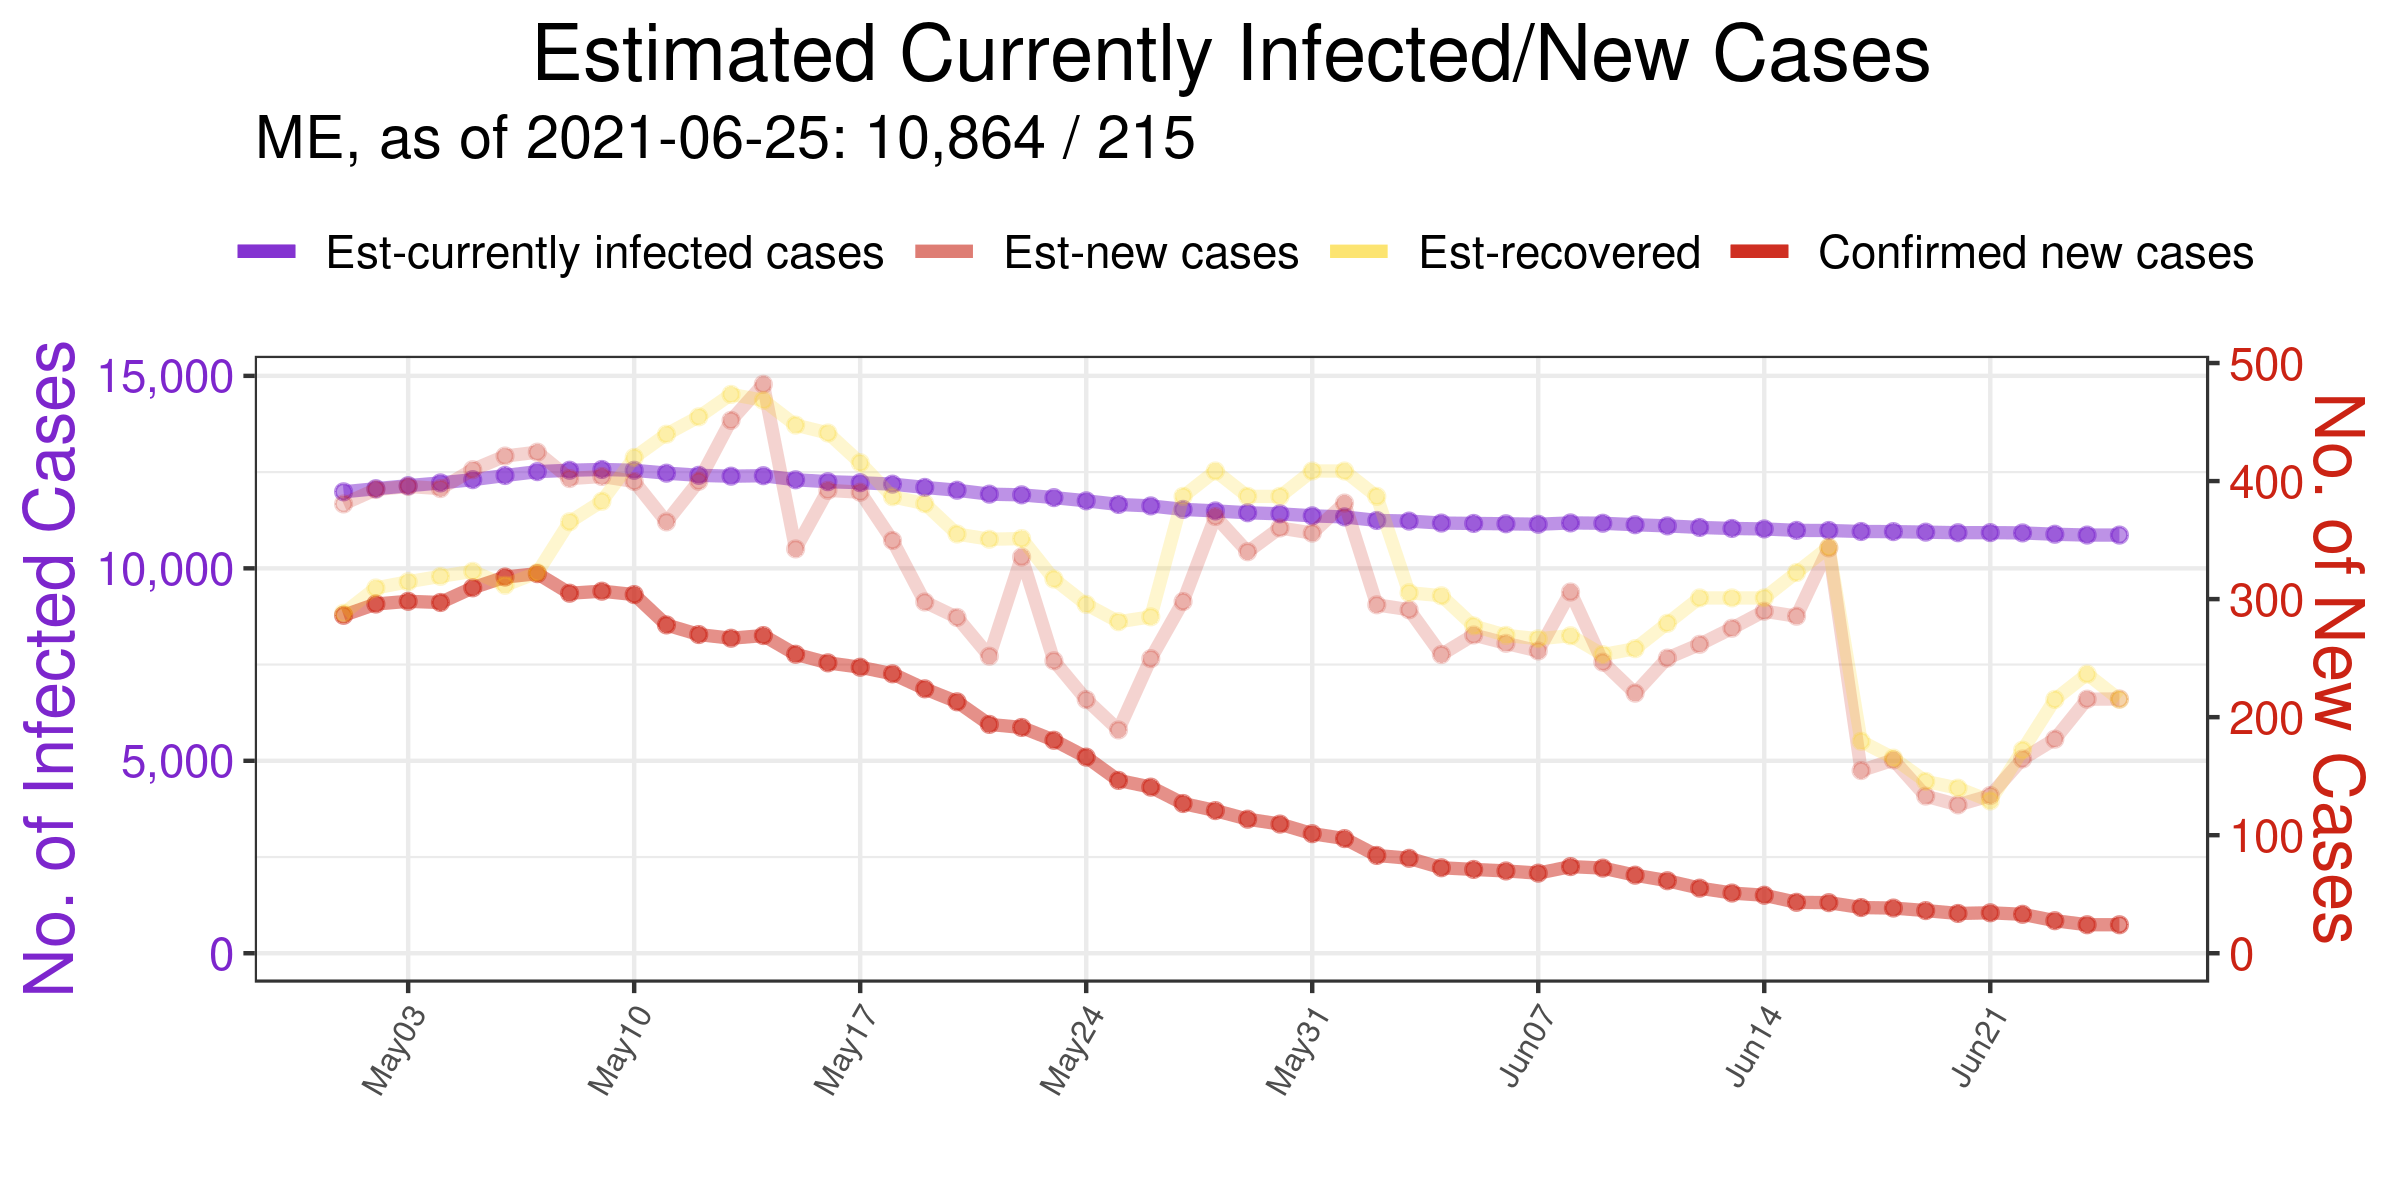 Estimated Currently Infected/New Cases
ME, as of 2021-06-25: 10,864 / 215
Est-currently infected cases Est-new cases Est-recovered Confirmed new cases
No. of Infected Cases
15,000
10,000
5,000
0
500
400
300
200
100
0
No. of New Cases
May03 May10 May17 May24 May31 Jun07 Jun14 Jun21